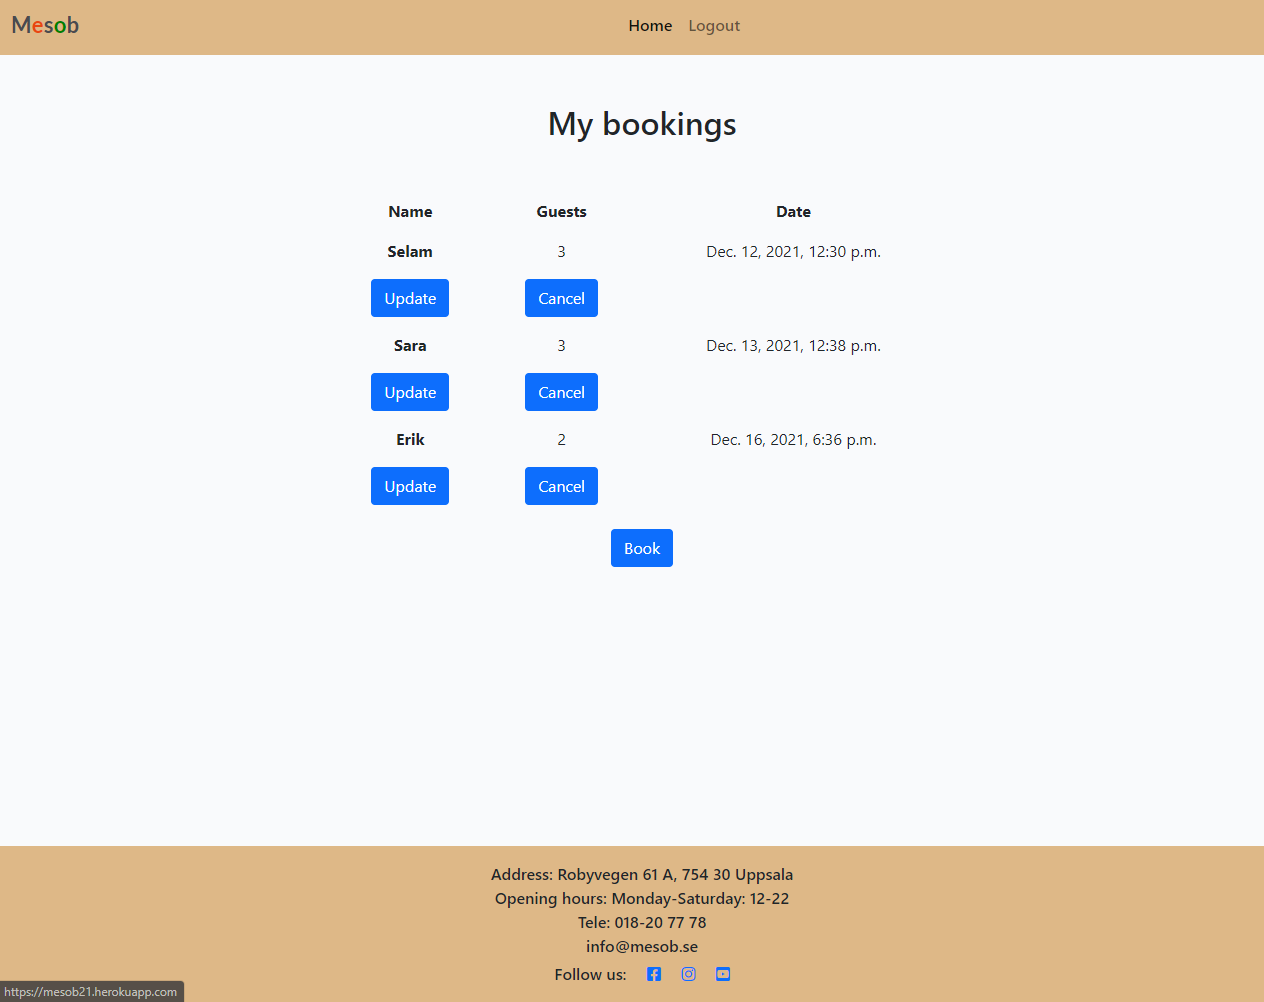 Mesob Home Logout
My bookings
Name Guests Date
Selam 3 Dec. 12, 2021, 12:30 p.m.
Update Cancel
Sara 3 Dec. 13, 2021, 12:38 p.m.
Update Cancel
Erik 2 Dec. 16, 2021, 6:36 p.m.
Update Cancel
Book
Address: Robyvegen 61 A, 754 30 Uppsala
Opening hours: Monday-Saturday: 12-22
Tele: 018-20 77 78
info@mesob.se
Follow us:
https://mesob21.herokuapp.com